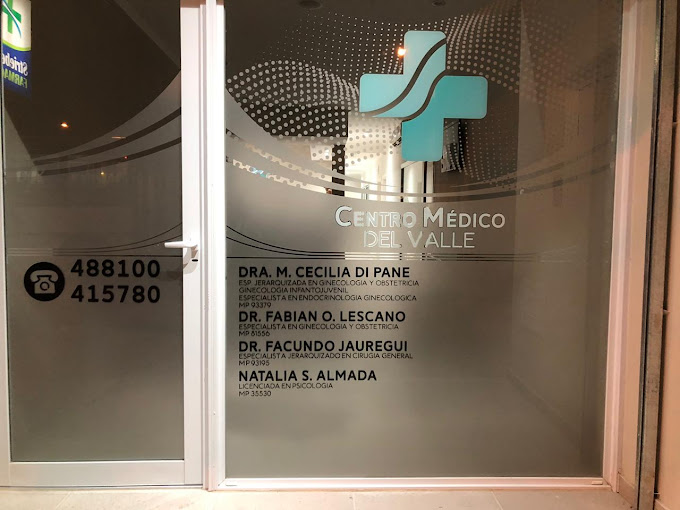 CENTRO MÉDICO
DEL VALLE
488100
415780
DRA. M. CECILIA DI PANE
ESP. JERARQUIZADA EN GINECOLOGIA Y OBSTETRICIA
GINECOLOGIA INFANTOJUVENIL
ESPECIALISTA EN ENDOCRINOLOGIA GINECOLOGICA
MP 93379
DR. FABIAN O. LESCANO
ESPECIALISTA EN GINECOLOGIA Y OBSTETRICIA
MP 81556
DR. FACUNDO JAUREGUI
ESPECIALISTA JERARQUIZADO EN CIRUGIA GENERAL
MP 93195
NATALIA S. ALMADA
LICENCIADA EN PSICOLOGIA
MP 35530